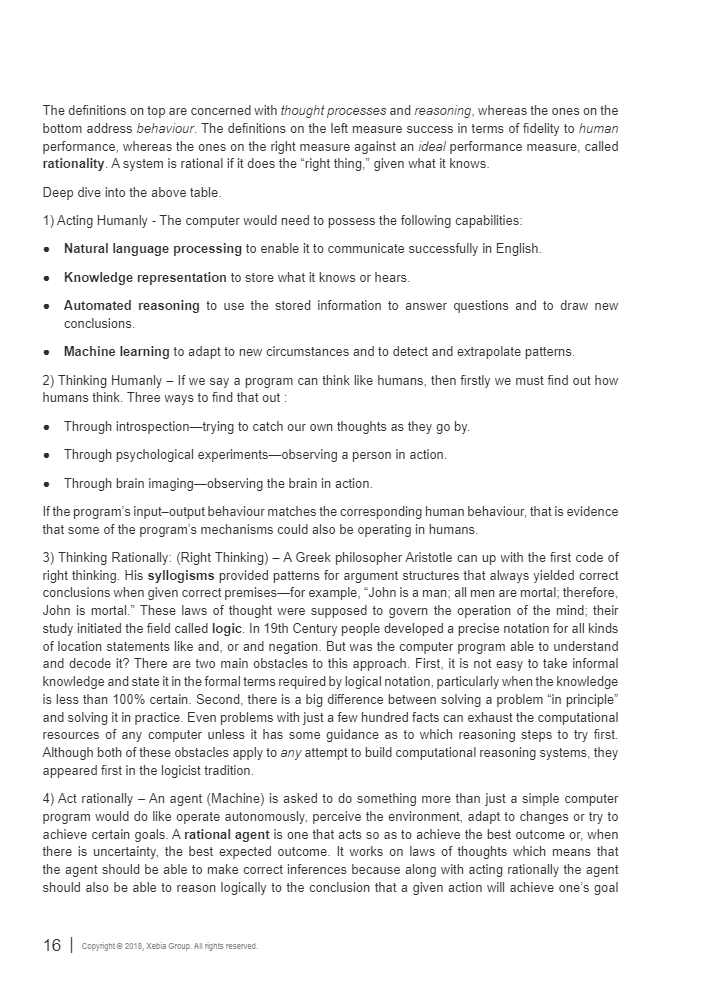 The definitions on top are concerned with thought processes and reasoning, whereas the ones on the
bottom address behaviour. The definitions on the left measure success in terms of fidelity to human
performance, whereas the ones on the right measure against an ideal performance measure, called
rationality. A system is rational if it does the “right thing,” given what it knows.
Deep dive into the above table.
1) Acting Humanly - The computer would need to possess the following capabilities:
● Natural language processing to enable it to communicate successfully in English.
● Knowledge representation to store what it knows or hears.
● Automated reasoning to use the stored information to answer questions and to draw new
conclusions.
● Machine learning to adapt to new circumstances and to detect and extrapolate patterns.
2) Thinking Humanly – If we say a program can think like humans, then firstly we must find out how
humans think. Three ways to find that out :
● Through introspection—trying to catch our own thoughts as they go by.
● Through psychological experiments—observing a person in action.
● Through brain imaging—observing the brain in action.
If the program’s input–output behaviour matches the corresponding human behaviour, that is evidence
that some of the program’s mechanisms could also be operating in humans.
3) Thinking Rationally: (Right Thinking) – A Greek philosopher Aristotle can up with the first code of
right thinking. His syllogisms provided patterns for argument structures that always yielded correct
conclusions when given correct premises—for example, “John is a man; all men are mortal; therefore,
John is mortal.” These laws of thought were supposed to govern the operation of the mind; their
study initiated the field called logic. In 19th Century people developed a precise notation for all kinds
of location statements like and, or and negation. But was the computer program able to understand
and decode it? There are two main obstacles to this approach. First, it is not easy to take informal
knowledge and state it in the formal terms required by logical notation, particularly when the knowledge
is less than 100% certain. Second, there is a big difference between solving a problem “in principle”
and solving it in practice. Even problems with just a few hundred facts can exhaust the computational
resources of any computer unless it has some guidance as to which reasoning steps to try first.
Although both of these obstacles apply to any attempt to build computational reasoning systems, they
appeared first in the logicist tradition.
4) Act rationally – An agent (Machine) is asked to do something more than just a simple computer
program would do like operate autonomously, perceive the environment, adapt to changes or try to
achieve certain goals. A rational agent is one that acts so as to achieve the best outcome or, when
there is uncertainty, the best expected outcome. It works on laws of thoughts which means that
the agent should be able to make correct inferences because along with acting rationally the agent
should also be able to reason logically to the conclusion that a given action will achieve one’s goal
16 | Copyright © 2018, Xebia Group. All rights reserved.